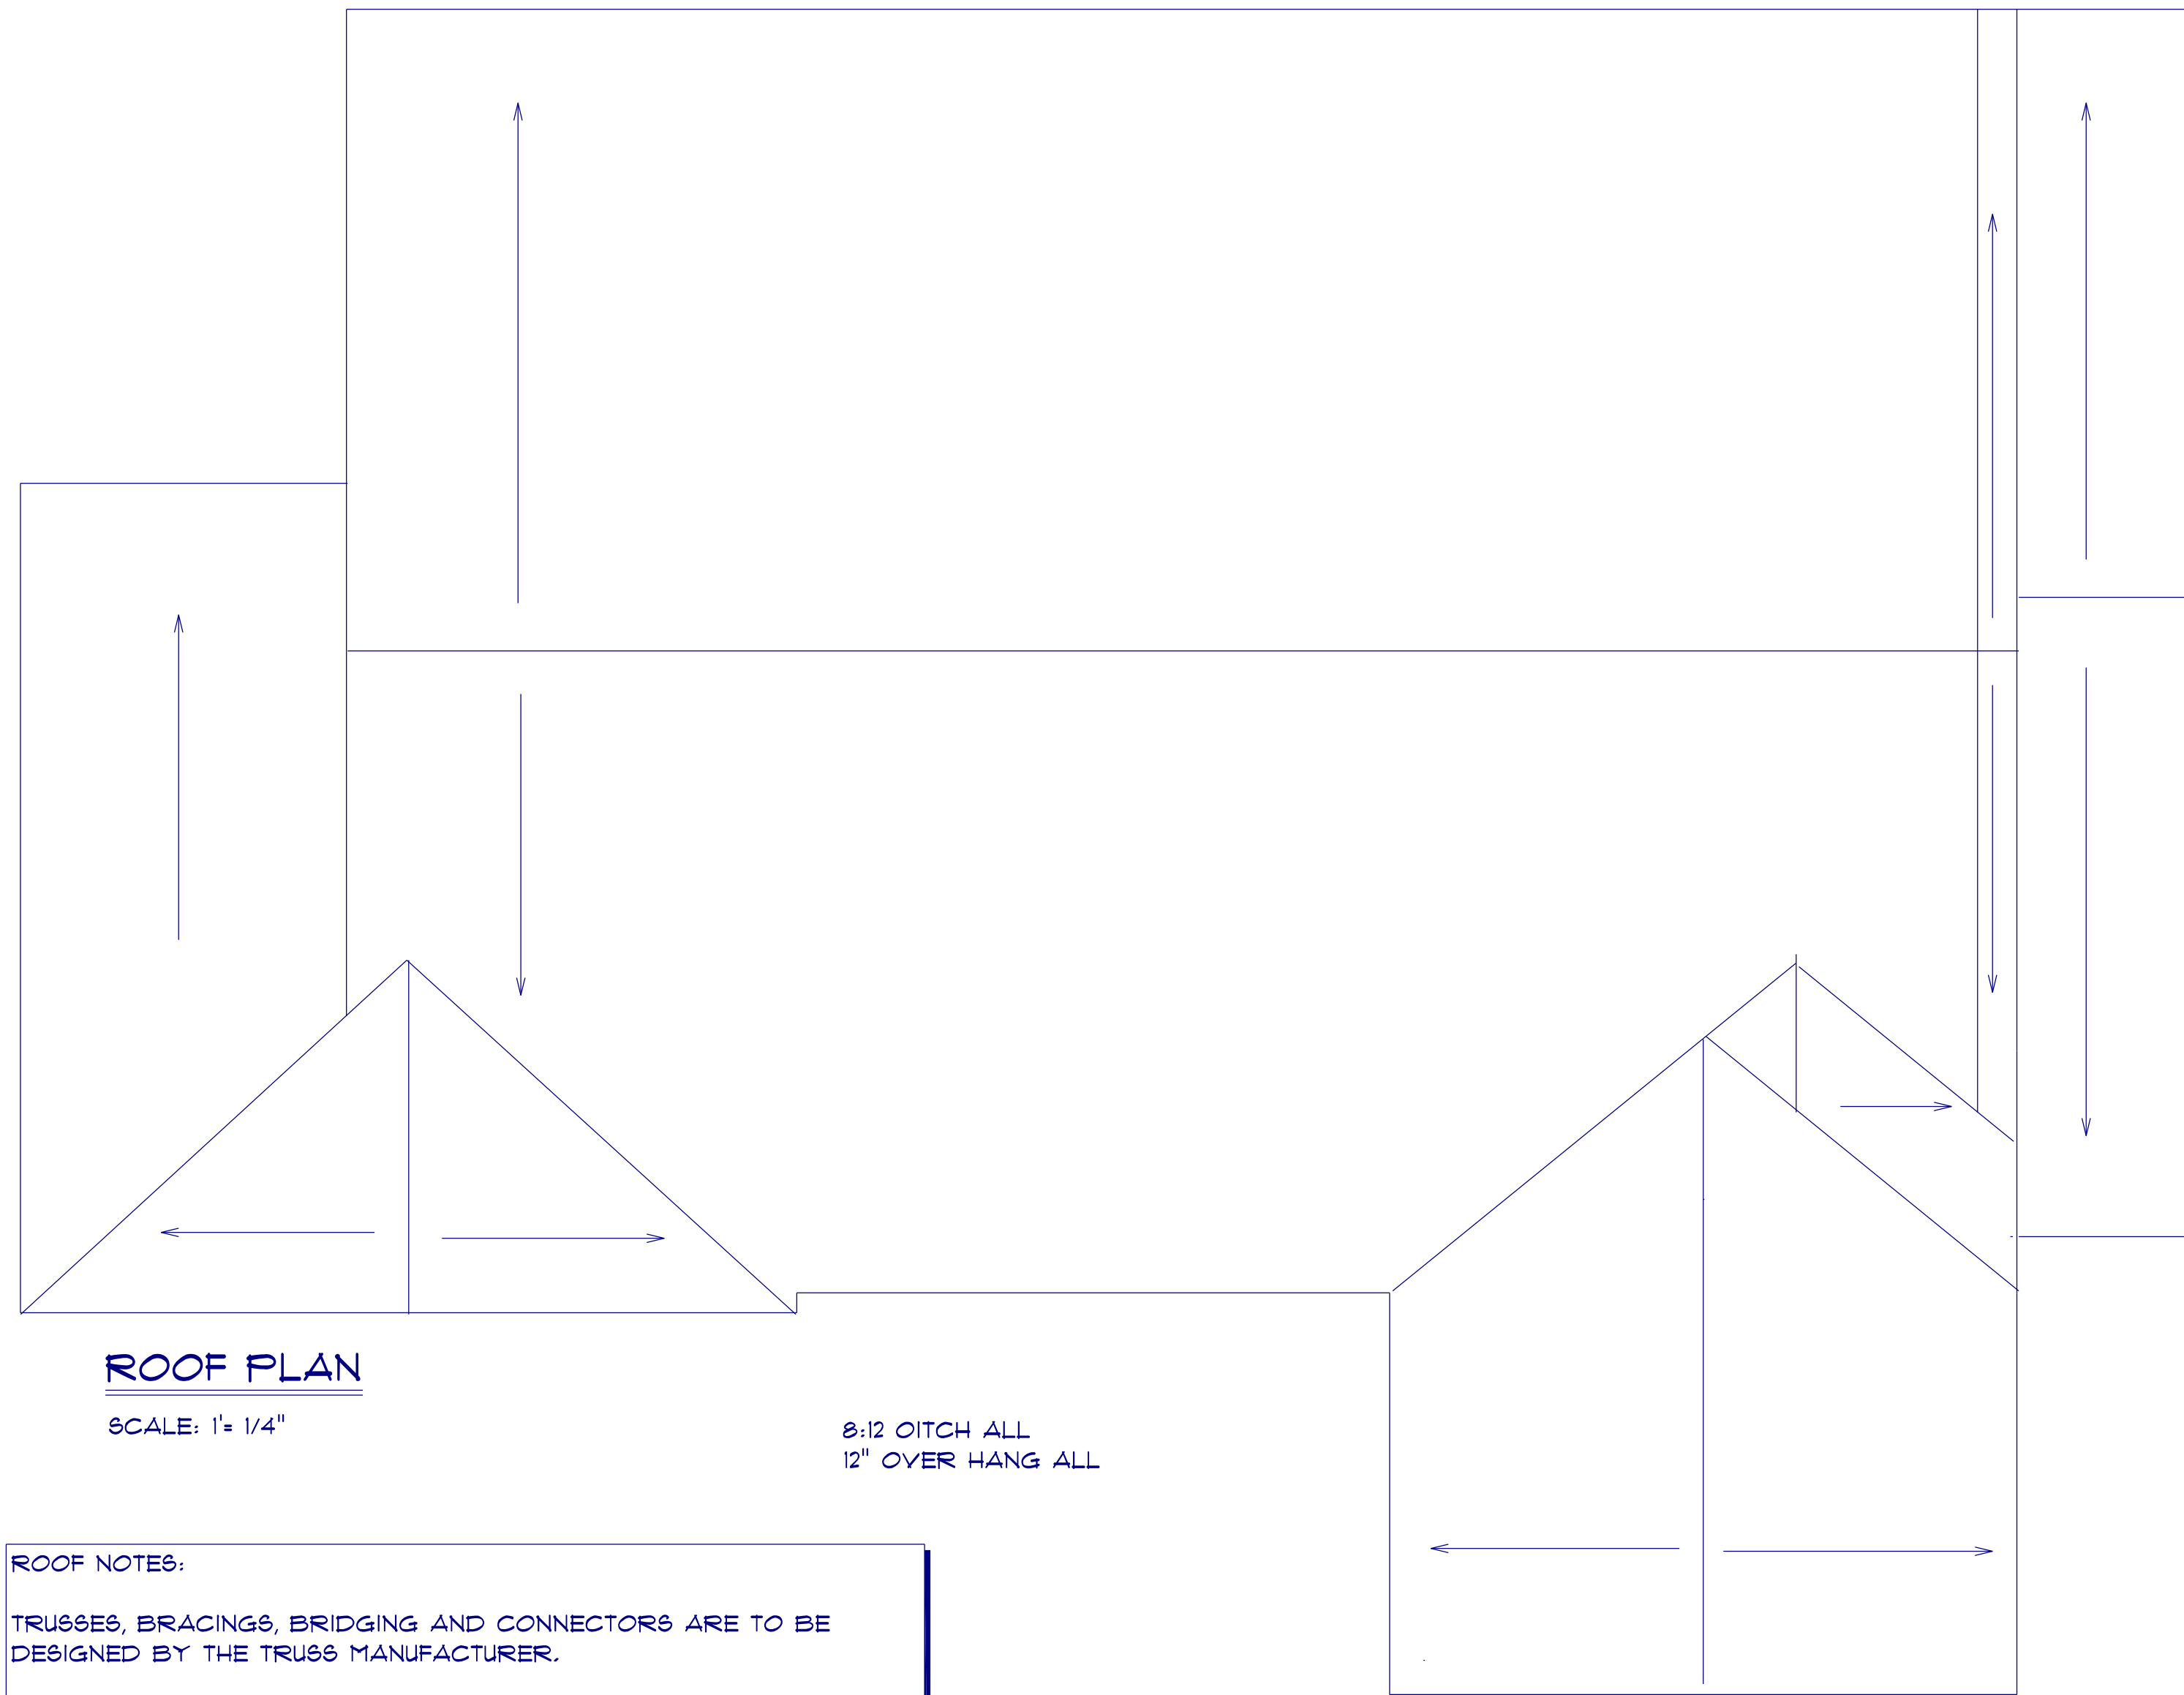 ROOF PLAN
SCALE: 1'= 1/4"
8:12 OITCH ALL
12" OVER HANG ALL
ROOF NOTES:
TRUSSES, BRACINGS, BRIDGING AND CONNECTORS ARE TO BE
DESIGNED BY THE TRUSS MANUFACTURER.